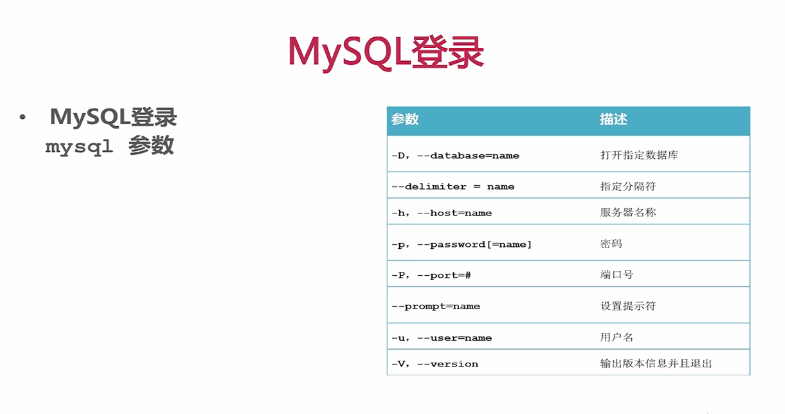 MySQL登录
• MySQL登录
mysql 参数
参数 描述
-D，--database=name 打开指定数据库
--delimiter = name 指定分隔符
-h，--host=name 服务器名称
-p，--password[=name] 密码
-P，--port=# 端口号
--prompt=name 设置提示符
-u，--user=name 用户名
-V，--version 输出版本信息并且退出